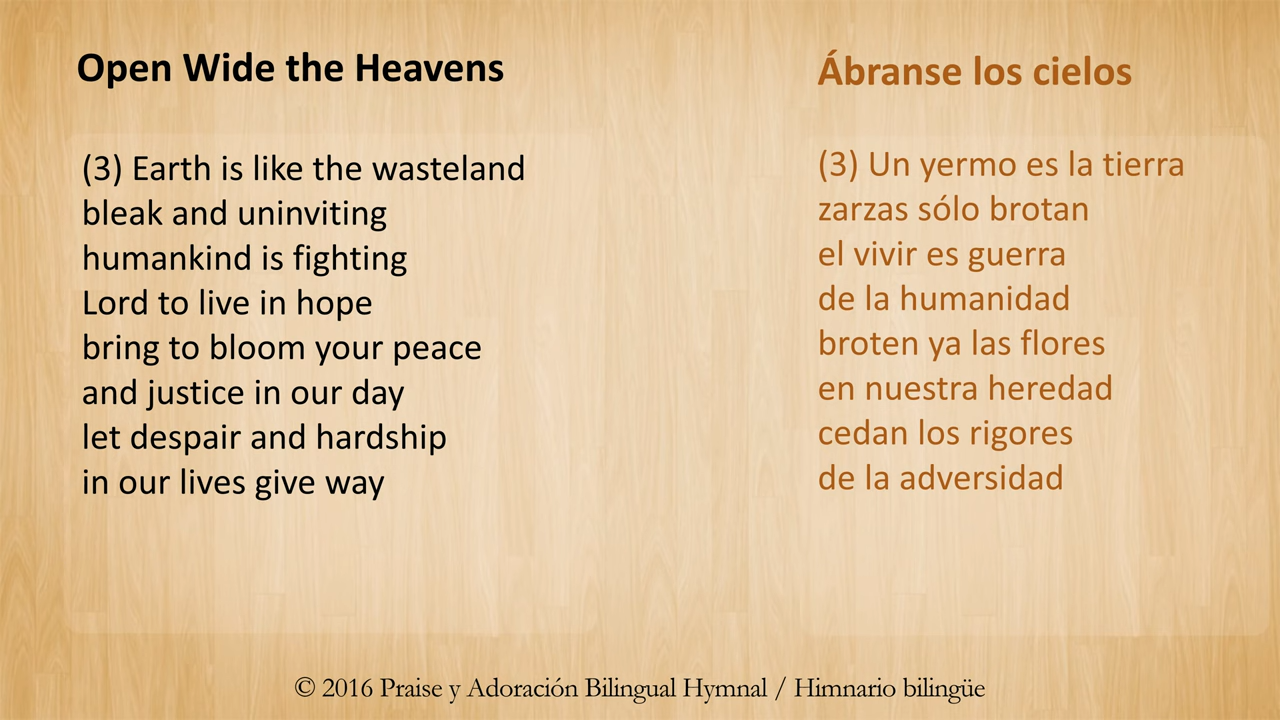 Open Wide the Heavens
(3) Earth is like the wasteland
bleak and uninviting
humankind is fighting
Lord to live in hope
bring to bloom your peace
and justice in our day
let despair and hardship
in our lives give way
Ábranse los cielos
(3) Un yermo es la tierra
zarzas sólo brotan
el vivir es guerra
de la humanidad
broten ya las flores
en nuestra heredad
cedan los rigores
de la adversidad
© 2016 Praise y Adoración Bilingual Hymnal / Himnario bilingüe